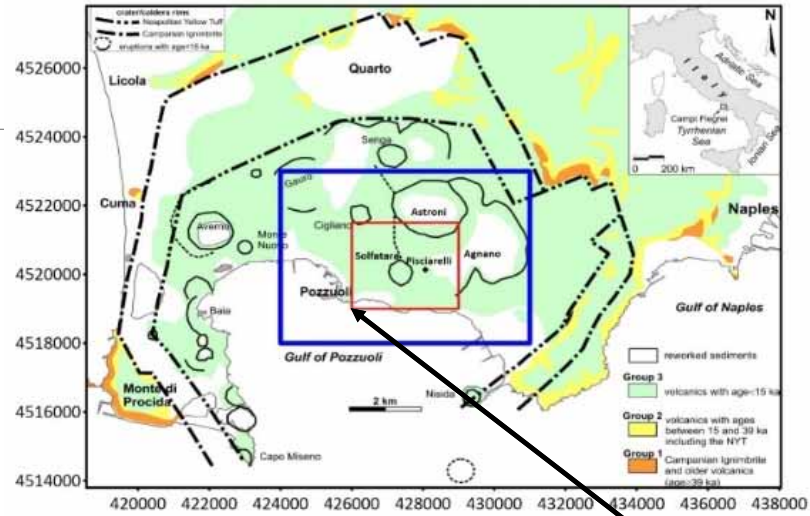 crater/caldera rims
Neapolitan Yellow Tuff
Campanian Ignimbrite
eruptions with age<15 ka
N
Italy
Adriatic Sea
Campi Flegrei
Tyrrhenian
Sea
Ionian Sea
0 200 km
4526000
4524000
4522000
4520000
4518000
4516000
4514000
Licola
Quarto
Senga
Gauro
Cuma
Averno
Monte
Nuovo
Cigliano
Astroni
Solfatara
Pisciarelli
Agnano
Naples
Pozzuoli
Baia
Gulf of Naples
Gulf of Pozzuoli
Monte di
Procida
2 km
Nisida
Capo Miseno
reworked sediments
Group 3
volcanics with age<15 ka
Group 2
volcanics with ages
between 15 and 39 ka
including the NYT
Group 1
Campanian Ignimbrite
and older volcanics
(age≥39 ka)
420000 422000 424000 426000 428000 430000 432000 434000 436000 438000